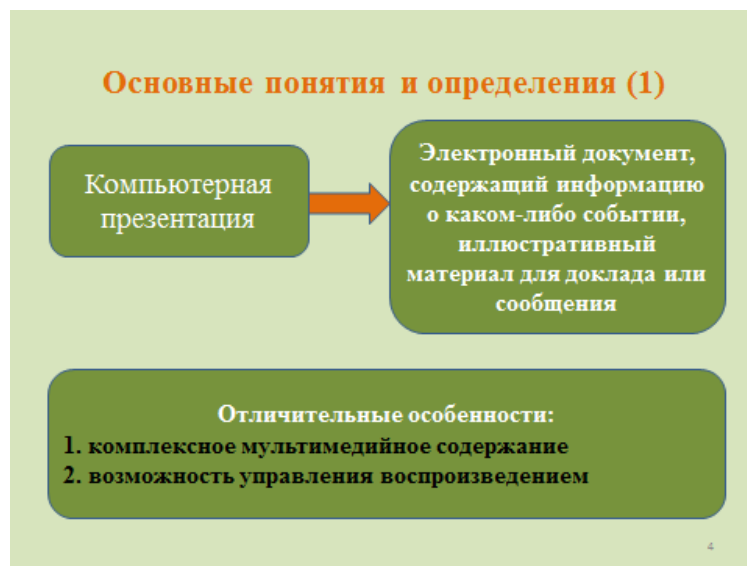 Основные понятия и определения (1)
Компьютерная
презентация
Электронный документ,
содержащий информацию
о каком-либо событии,
иллюстративный
материал для доклада или
сообщения
Отличительные особенности:
1. комплексное мультимедийное содержание
2. возможность управления воспроизведением
4